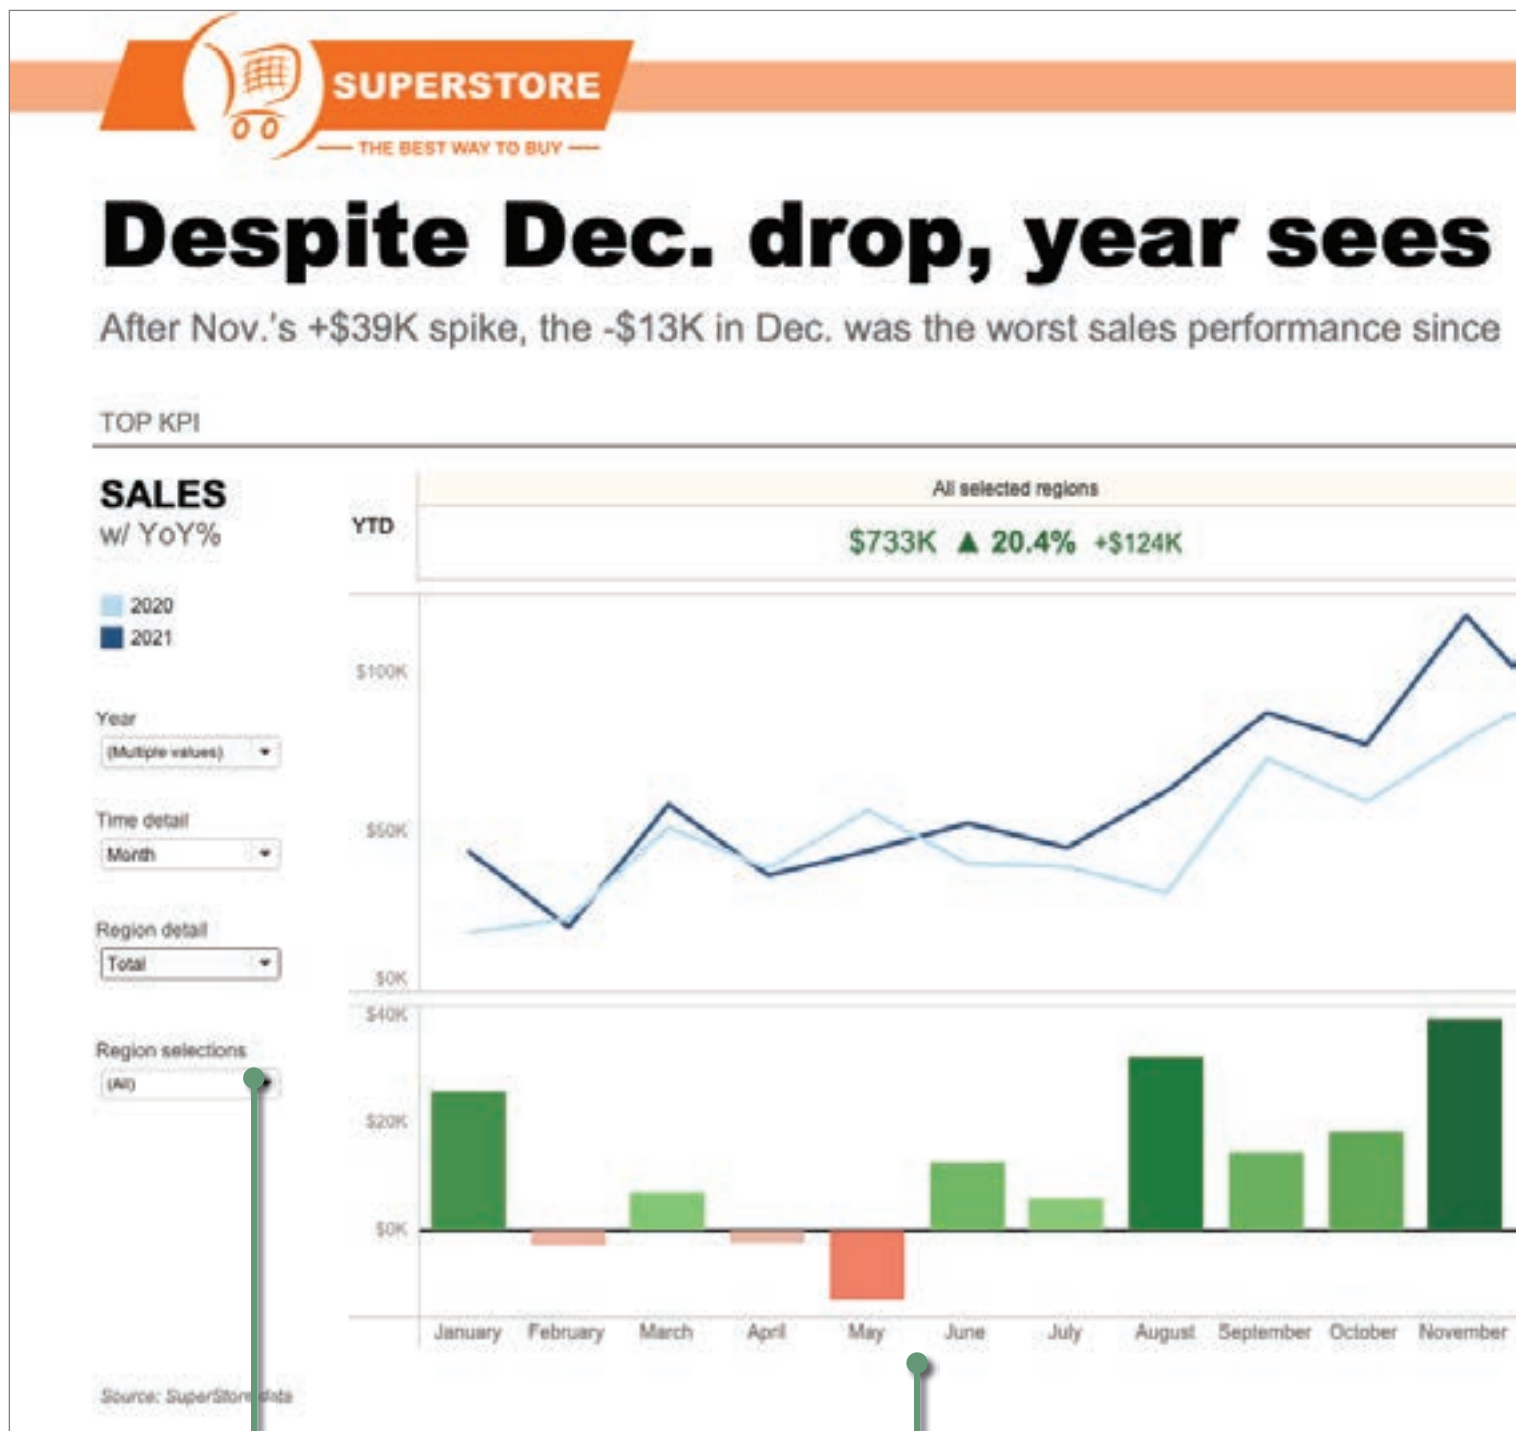 SUPERSTORE
THE BEST WAY TO BUY
Despite Dec. drop, year sees
After Nov.'s +$39K spike, the -$13K in Dec. was the worst sales performance since
TOP KPI
SALES
w/ YoY%
2020
2021
Year
(Multiple values)
Time detail
Month
Region detail
Total
Region selections
(All)
All selected regions
YTD
$733K ▲ 20.4% +$124K
$100K
$50K
$0K
$40K
$20K
$0K
January February March April May June July August September October November
Source: SuperStore data